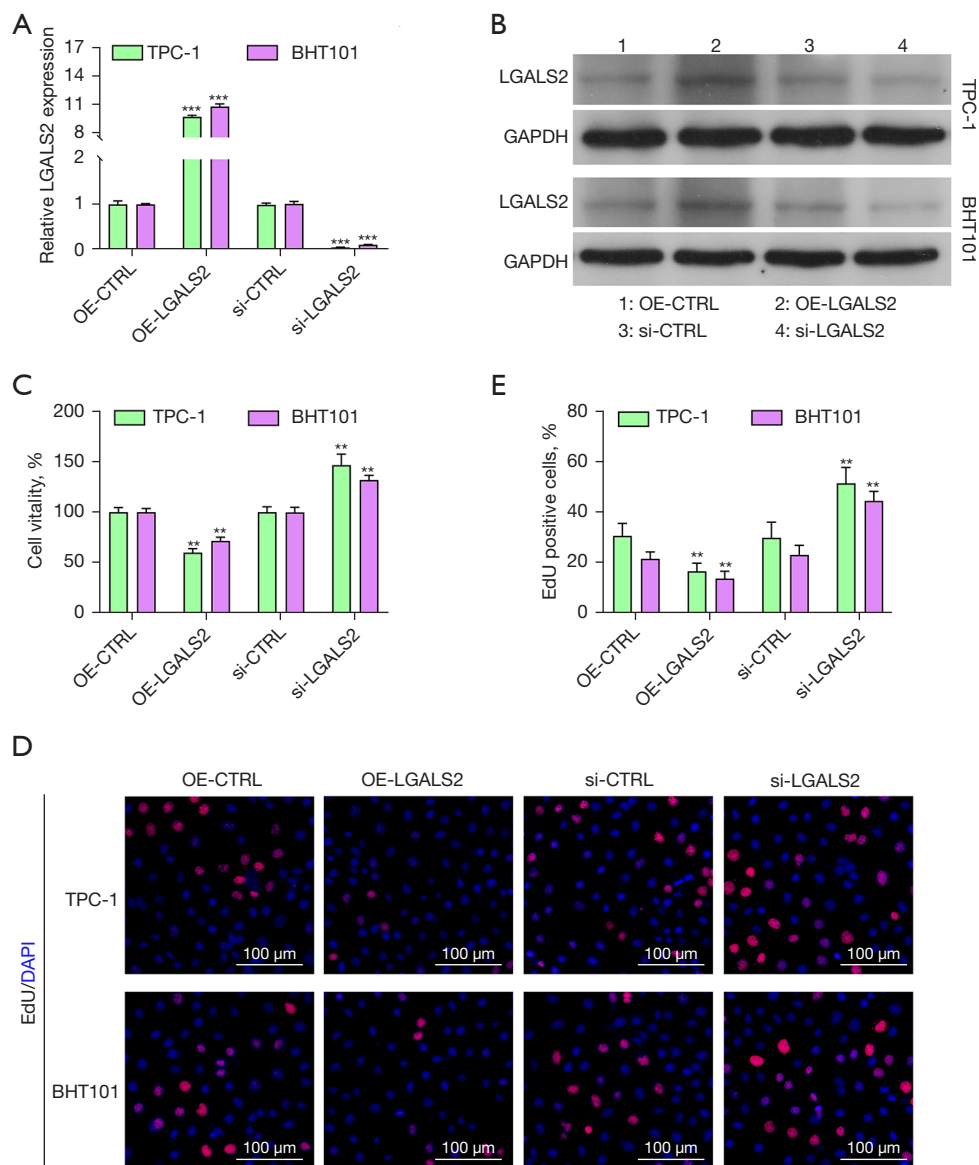 A
Relative LGALS2 expression
17
14
11
8
2
1
0
TPC-1
BHT101
***
***
***
***
OE-CTRL
OE-LGALS2
si-CTRL
si-LGALS2
B
1
2
3
4
LGALS2
GAPDH
TPC-1
LGALS2
GAPDH
BHT101
1: OE-CTRL
2: OE-LGALS2
3: si-CTRL
4: si-LGALS2
C
Cell vitality, %
200
150
100
50
0
TPC-1
BHT101
**
**
**
**
OE-CTRL
OE-LGALS2
si-CTRL
si-LGALS2
E
EdU positive cells, %
80
60
40
20
0
TPC-1
BHT101
**
**
**
**
OE-CTRL
OE-LGALS2
si-CTRL
si-LGALS2
D
OE-CTRL
OE-LGALS2
si-CTRL
si-LGALS2
EdU/DAPI
TPC-1
100 μm
100 μm
100 μm
100 μm
BHT101
100 μm
100 μm
100 μm
100 μm